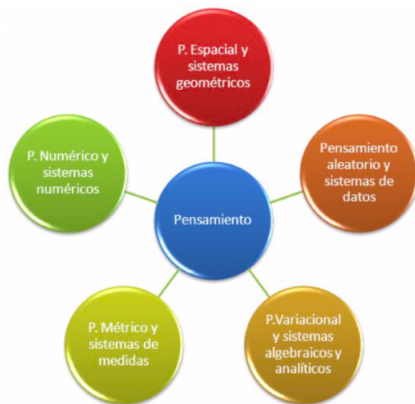 P. Espacial y
sistemas
geométricos
P. Numérico y
sistemas
numéricos
Pensamiento
aleatorio y
sistemas de
datos
Pensamiento
P. Métrico y
sistemas de
medidas
P.Variacional
y sistemas
algebraicos y
analíticos